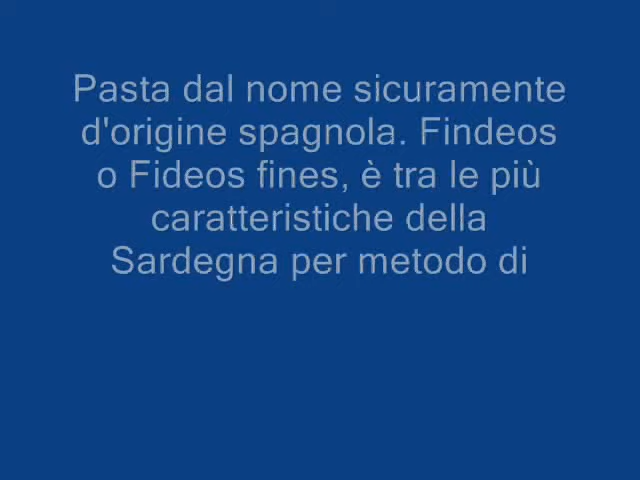 Pasta dal nome sicuramente
d'origine spagnola. Findeos
o Fideos fines, è tra le più
caratteristiche della
Sardegna per metodo di